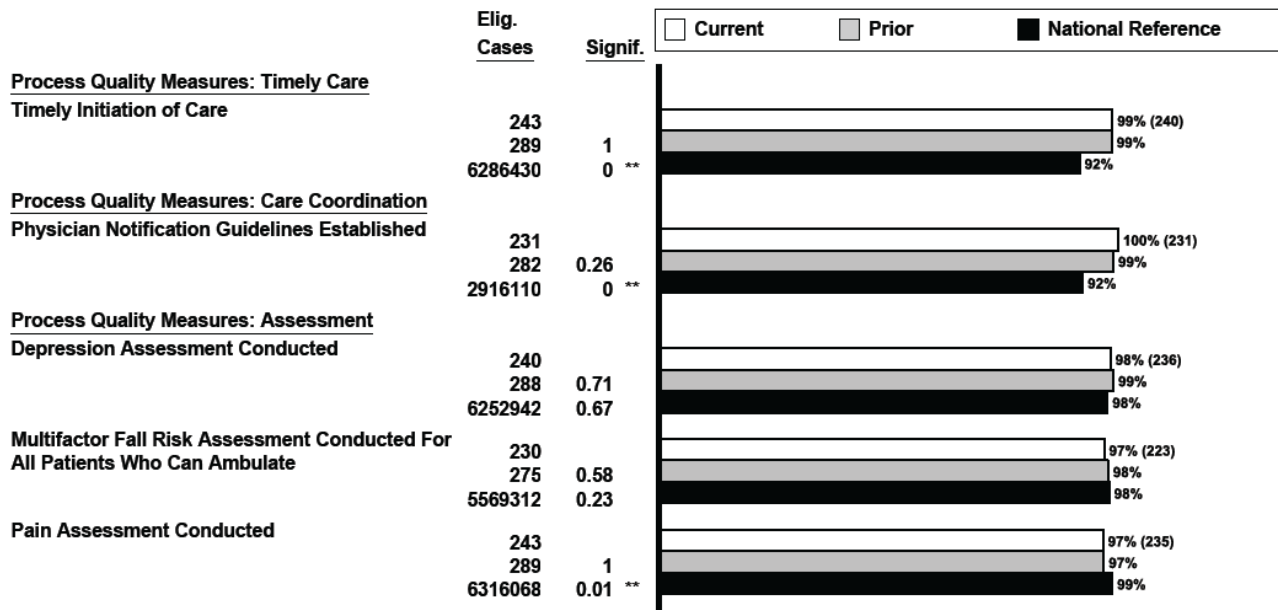 Elig.
Cases Signif.
Current Prior National Reference
Process Quality Measures: Timely Care
Timely Initiation of Care
243 99% (240)
289 1 99%
6286430 0 ** 92%
Process Quality Measures: Care Coordination
Physician Notification Guidelines Established
231 100% (231)
282 0.26 99%
2916110 0 ** 92%
Process Quality Measures: Assessment
Depression Assessment Conducted
240 98% (236)
288 0.71 99%
6252942 0.67 98%
Multifactor Fall Risk Assessment Conducted For
All Patients Who Can Ambulate
230 97% (223)
275 0.58 98%
5569312 0.23 98%
Pain Assessment Conducted
243 97% (235)
289 1 97%
6316068 0.01 ** 99%